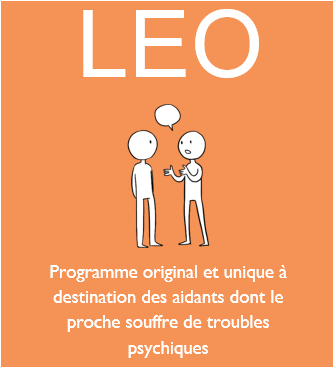 LEO
Programme original et unique à
destination des aidants dont le
proche souffre de troubles
psychiques